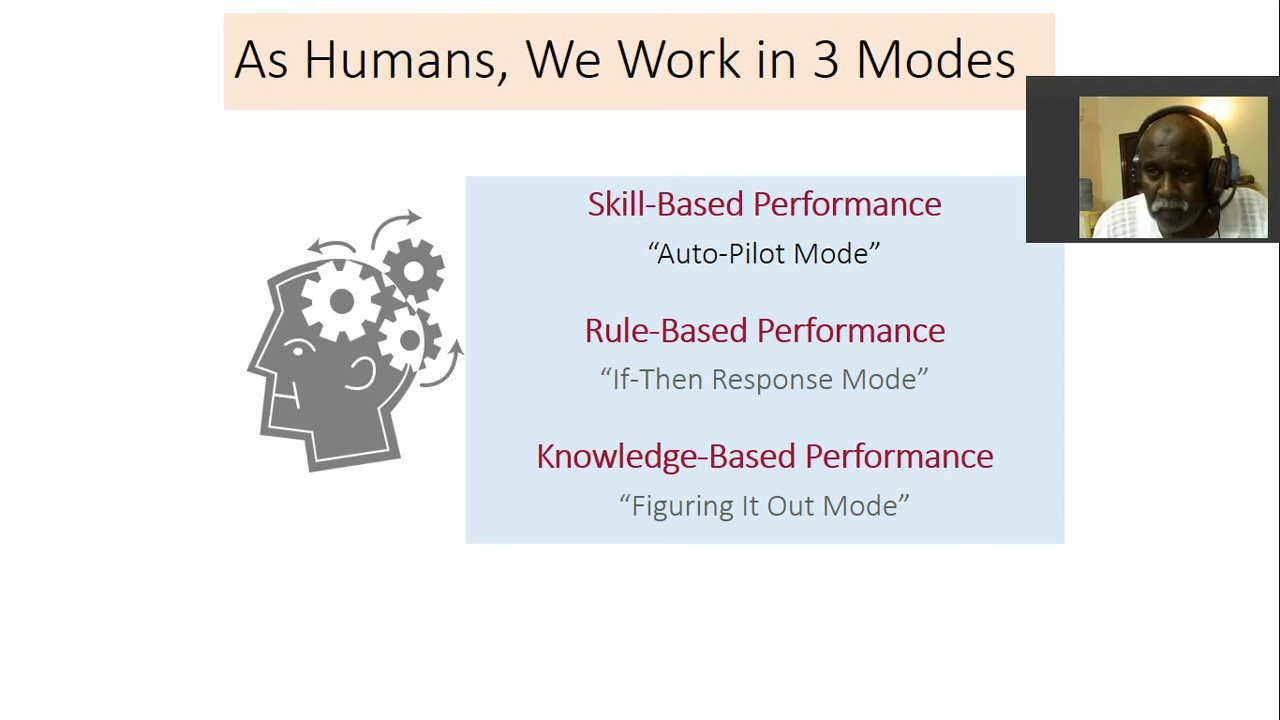 As Humans, We Work in 3 Modes
Skill-Based Performance
“Auto-Pilot Mode”
Rule-Based Performance
“If-Then Response Mode”
Knowledge-Based Performance
“Figuring It Out Mode”